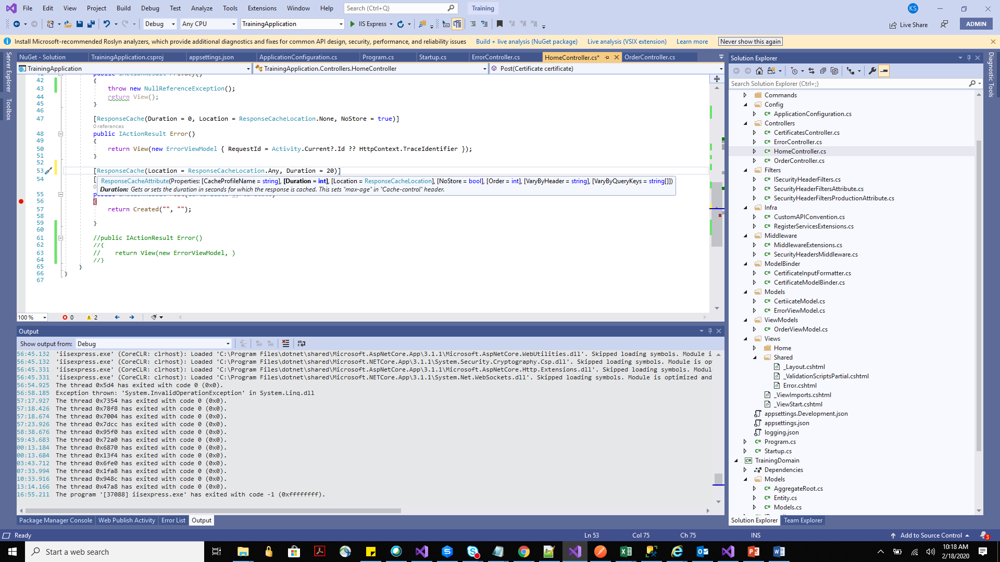 File Edit View Project Build Debug Test Analyze Tools Extensions Window Help Search (Ctrl+Q) Training KS
Debug Any CPU TrainingApplication IIS Express Live Share ADMIN
Install Microsoft-recommended Roslyn analyzers, which provide additional diagnostics and fixes for common API design, security, performance, and reliability issues Build + live analysis (NuGet package) Live analysis (VSIX extension) Learn more Never show this again
Server Explorer
Toolbox
NuGet - Solution TrainingApplication.csproj appsettings.json ApplicationConfiguration.cs Program.cs Startup.cs ErrorController.cs HomeController.cs* OrderController.cs
TrainingApplication TrainingApplication.Controllers.HomeController Post(Certificate certificate)
42 {
43 throw new NullReferenceException();
44 return View();
45 }
46
47 [ResponseCache(Duration = 0, Location = ResponseCacheLocation.None, NoStore = true)]
0 references
48 public IActionResult Error()
49 {
50 return View(new ErrorViewModel { RequestId = Activity.Current?.Id ?? HttpContext.TraceIdentifier });
51 }
52
53 [ResponseCache(Location = ResponseCacheLocation.Any, Duration = 20)]
54 [
ResponseCacheAttribute(Properties: [CacheProfileName = string], [Duration = int], [Location = ResponseCacheLocation], [NoStore = bool], [Order = int], [VaryByHeader = string], [VaryByQueryKeys = string[]])
Duration: Gets or sets the duration in seconds for which the response is cached. This sets "max-age" in "Cache-control" header.
55
56 {
57 return Created("", "");
58
59 }
60
61 //public IActionResult Error()
62 //{
63 // return View(new ErrorViewModel, )
64 //}
65 }
66 }
67
100 % 0 2
Output
Show output from: Debug
56:45.132 'iisexpress.exe' (CoreCLR: clrhost): Loaded 'C:\Program Files\dotnet\shared\Microsoft.AspNetCore.App\3.1.1\Microsoft.AspNetCore.WebUtilities.dll'. Skipped loading symbols. Module i
56:45.132 'iisexpress.exe' (CoreCLR: clrhost): Loaded 'C:\Program Files\dotnet\shared\Microsoft.NETCore.App\3.1.1\System.Security.Cryptography.Csp.dll'. Skipped loading symbols. Module is op
56:45.331 'iisexpress.exe' (CoreCLR: clrhost): Loaded 'C:\Program Files\dotnet\shared\Microsoft.AspNetCore.App\3.1.1\Microsoft.AspNetCore.Http.Extensions.dll'. Skipped loading symbols. Modul
56:45.331 'iisexpress.exe' (CoreCLR: clrhost): Loaded 'C:\Program Files\dotnet\shared\Microsoft.NETCore.App\3.1.1\System.Net.WebSockets.dll'. Skipped loading symbols. Module is optimized and
56:54.925 The thread 0x5d4 has exited with code 0 (0x0).
56:58.185 Exception thrown: 'System.InvalidOperationException' in System.Linq.dll
57:17.927 The thread 0x7354 has exited with code 0 (0x0).
57:18.426 The thread 0x78f8 has exited with code 0 (0x0).
57:18.674 The thread 0x7004 has exited with code 0 (0x0).
57:23.926 The thread 0x7dcc has exited with code 0 (0x0).
58:38.676 The thread 0x95f0 has exited with code 0 (0x0).
59:43.683 The thread 0x72a0 has exited with code 0 (0x0).
00:13.184 The thread 0x6870 has exited with code 0 (0x0).
00:13.684 The thread 0x13f4 has exited with code 0 (0x0).
03:43.712 The thread 0x6fe0 has exited with code 0 (0x0).
07:33.994 The thread 0x1fa8 has exited with code 0 (0x0).
10:33.916 The thread 0x948c has exited with code 0 (0x0).
13:14.166 The thread 0x47a8 has exited with code 0 (0x0).
16:55.211 The program '[37088] iisexpress.exe' has exited with code -1 (0xffffffff).
Package Manager Console Web Publish Activity Error List Output
Solution Explorer
Search Solution Explorer (Ctrl+;)
Commands
Config
C# ApplicationConfiguration.cs
Controllers
C# CertificatesController.cs
C# ErrorController.cs
C# HomeController.cs
C# OrderController.cs
Filters
C# ISecurityHeaderFilters.cs
C# SecurityHeaderFiltersAttribute.cs
C# SecurityHeaderFiltersProductionAttribute.cs
Infra
C# CustomAPIConvention.cs
C# RegisterServicesExtensions.cs
Middleware
C# MiddlewareExtensions.cs
C# SecurityHeadersMiddleware.cs
ModelBinder
C# CertificateInputFormatter.cs
C# CertificateModelBinder.cs
Models
C# CertiicateModel.cs
C# ErrorViewModel.cs
ViewModels
C# OrderViewModel.cs
Views
Home
Shared
_Layout.cshtml
_ValidationScriptsPartial.cshtml
Error.cshtml
_ViewImports.cshtml
_ViewStart.cshtml
appsettings.Development.json
appsettings.json
logging.json
C# Program.cs
C# Startup.cs
C# TrainingDomain
Dependencies
Models
C# AggregateRoot.cs
C# Entity.cs
C# Models.cs
Solution Explorer Team Explorer
Diagnostic Tools
Ready Ln 53 Col 75 Ch 75 INS Add to Source Control 3
Start a web search
10:18 AM
2/18/2020